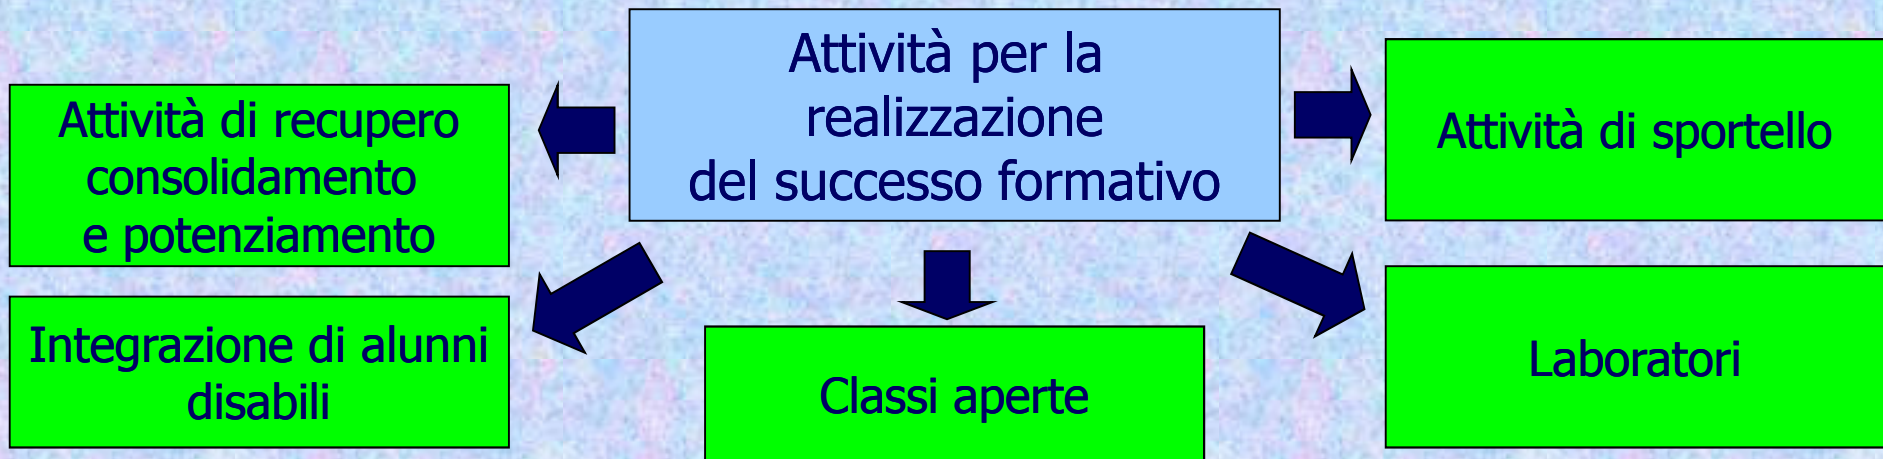 Attività per la
realizzazione
del successo formativo
Attività di recupero
consolidamento
e potenziamento
Attività di sportello
Integrazione di alunni
disabili
Classi aperte
Laboratori